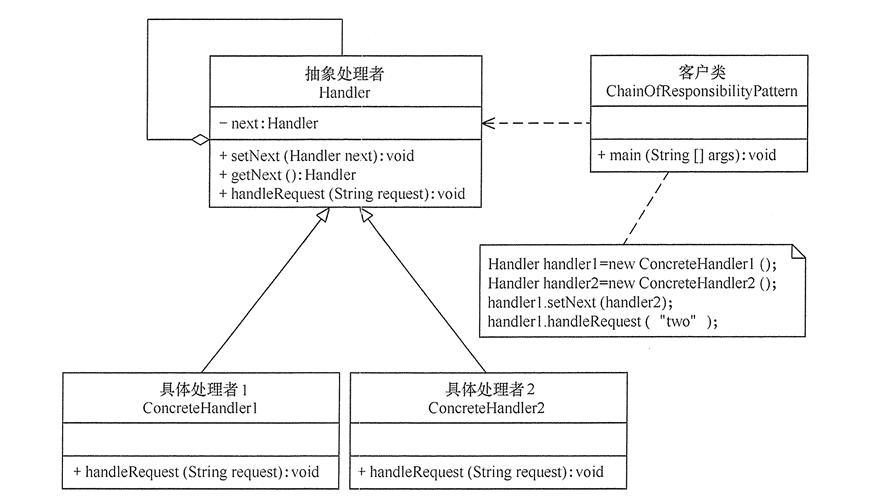 抽象处理者
Handler
- next:Handler
+ setNext (Handler next):void
+ getNext ():Handler
+ handleRequest (String request):void
客户类
ChainOfResponsibilityPattern
+ main (String [] args):void
Handler handler1=new ConcreteHandler1 ();
Handler handler2=new ConcreteHandler2 ();
handler1.setNext (handler2);
handler1.handleRequest ( "two" );
具体处理者1
ConcreteHandler1
+ handleRequest (String request):void
具体处理者2
ConcreteHandler2
+ handleRequest (String request):void